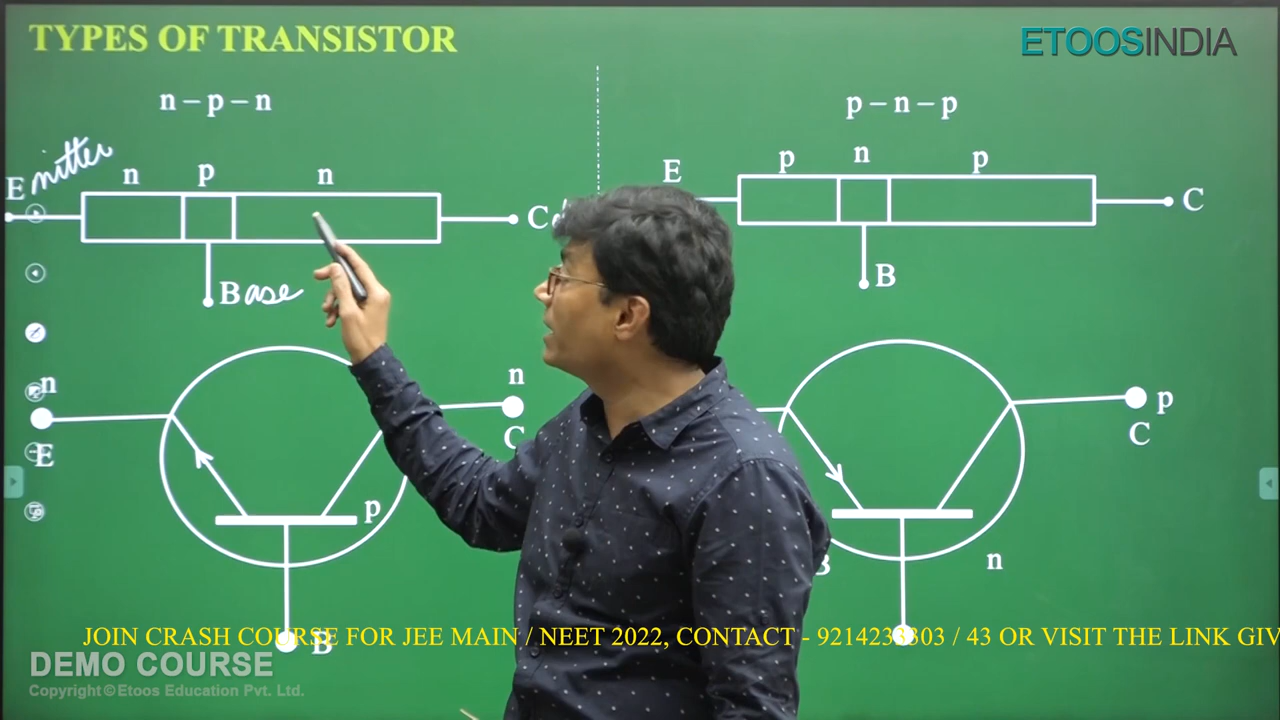 TYPES OF TRANSISTOR
ETOOSINDIA
n – p – n
p – n – p
Emitter
n
p
n
C
Base
E
p
n
p
C
B
n
E
n
C
p
B
p
C
n
B
JOIN CRASH COURSE FOR JEE MAIN / NEET 2022, CONTACT - 9214233303 / 43 OR VISIT THE LINK
DEMO COURSE
Copyright © Etoos Education Pvt. Ltd.